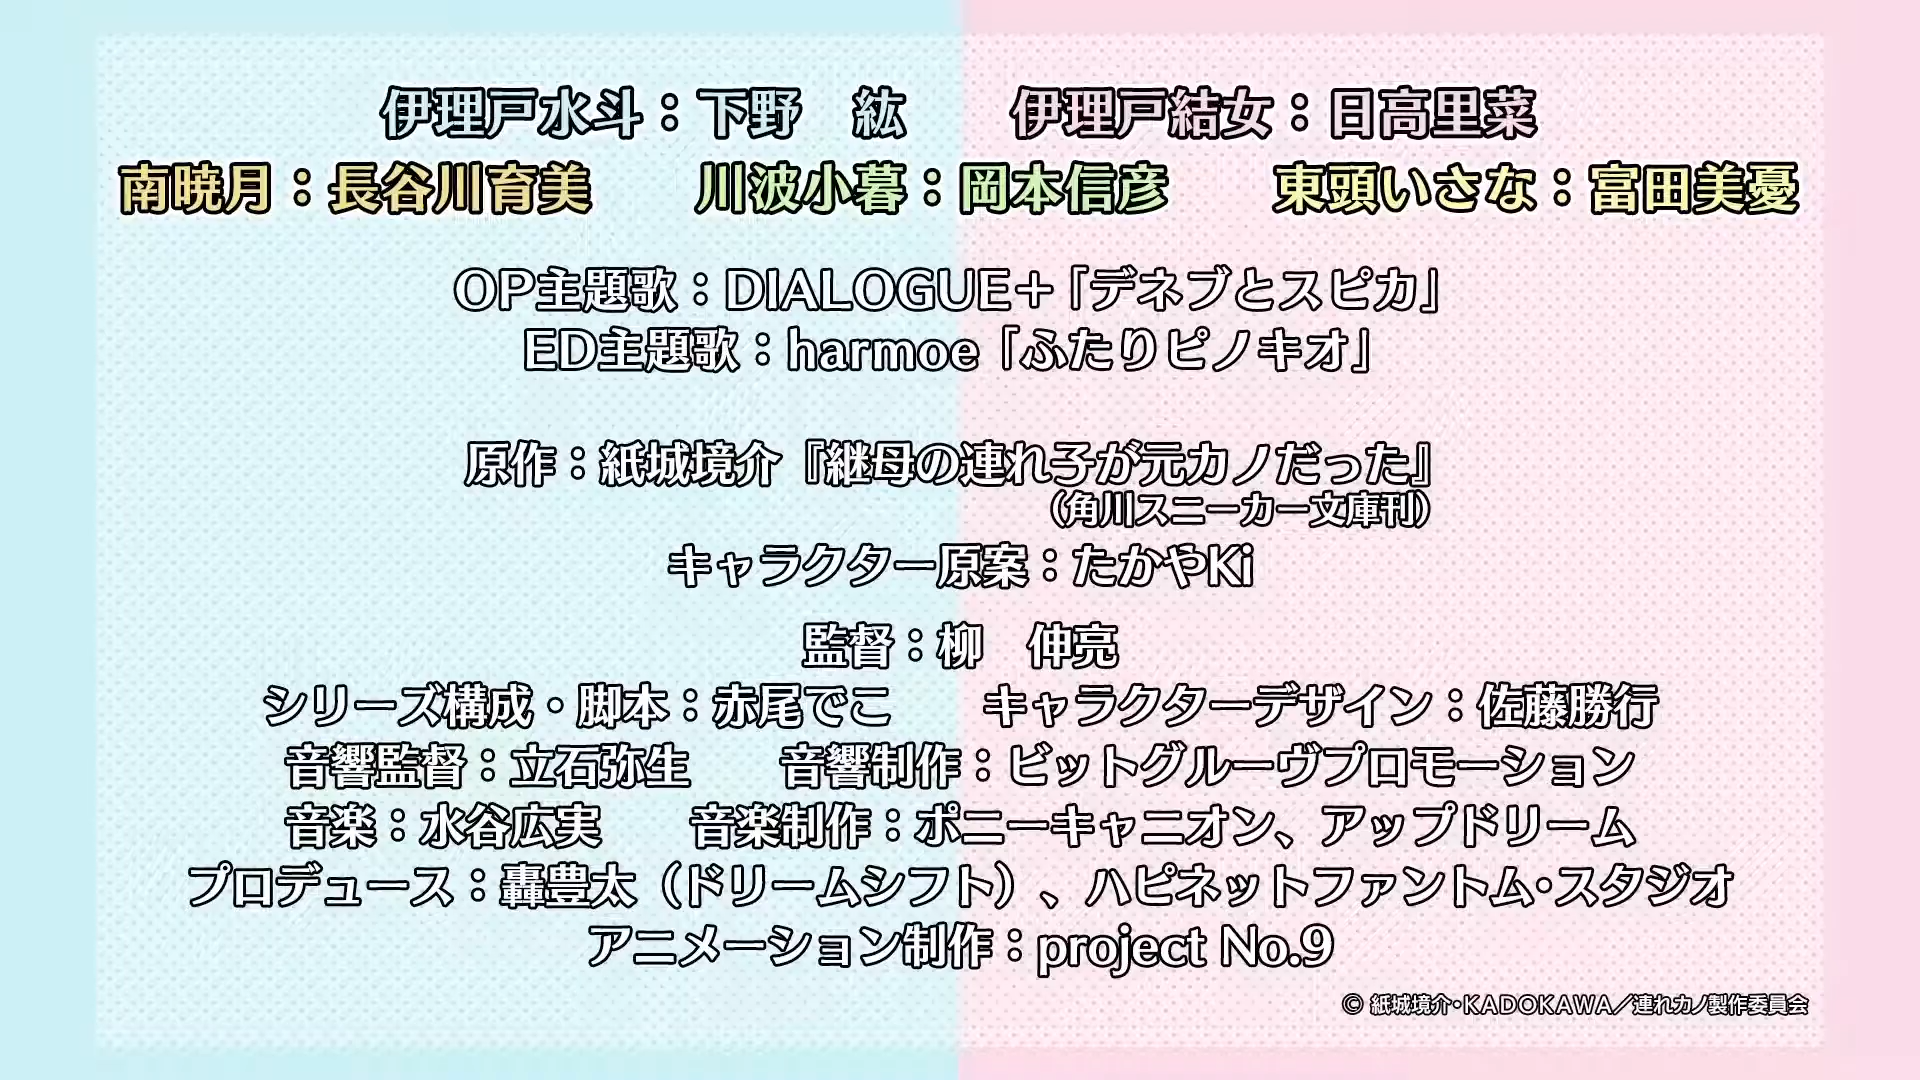 伊理戸水斗：下野　紘　　伊理戸結女：日高里菜
南暁月：長谷川育美　　川波小暮：岡本信彦　　東頭いさな：富田美憂
OP主題歌：DIALOGUE＋「デネブとスピカ」
ED主題歌：harmoe「ふたりピノキオ」
原作：紙城境介『継母の連れ子が元カノだった』
（角川スニーカー文庫刊）
キャラクター原案：たかやKi
監督：柳　伸亮
シリーズ構成・脚本：赤尾でこ　　キャラクターデザイン：佐藤勝行
音響監督：立石弥生　　音響制作：ビットグルーヴプロモーション
音楽：水谷広実　　音楽制作：ポニーキャニオン、アップドリーム
プロデュース：轟豊太（ドリームシフト）、ハピネットファントム・スタジオ
アニメーション制作：project No.9
© 紙城境介・KADOKAWA／連れカノ製作委員会